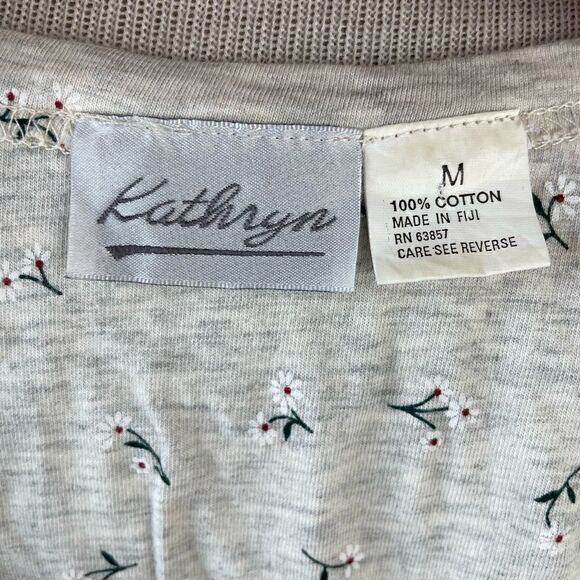 Kathryn
M
100% COTTON
MADE IN FIJI
RN 63857
CARE SEE REVERSE